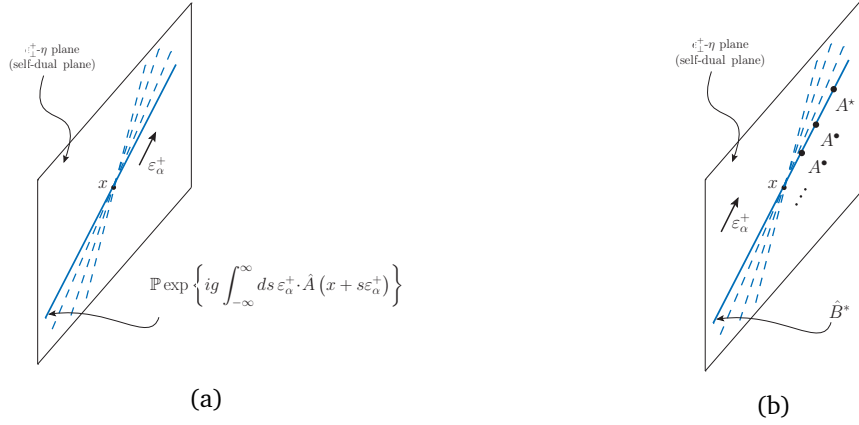 -η plane
(self-dual plane)
ε_α^+
x
ℙ exp { ig ∫_{-∞}^{∞} ds ε_α^+ · Â (x + sε_α^+) }
(a)
-η plane
(self-dual plane)
A^⋆
A^•
A^•
x
⋰
ε_α^+
B̂^*
(b)